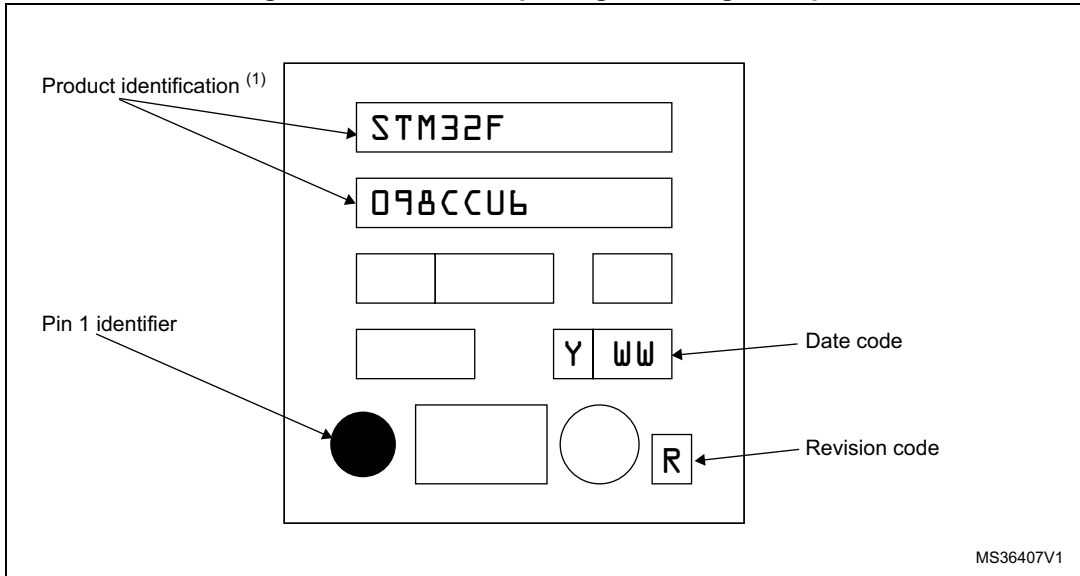 Product identification (1)
STM32F
098CCU6
Pin 1 identifier
Y WW
Date code
R
Revision code
MS36407V1